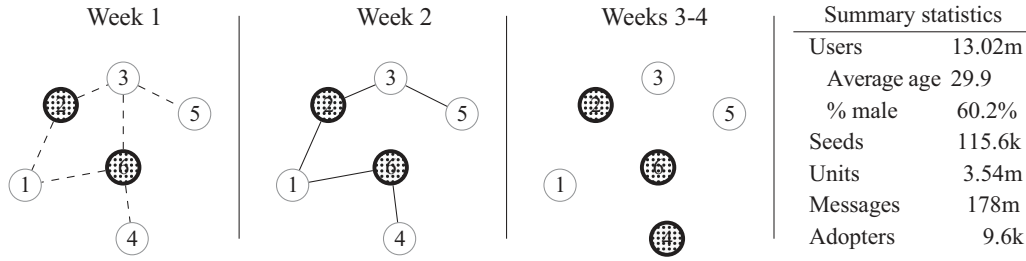 Week 1
3
2
5
6
1
4
Week 2
3
2
5
6
1
4
Weeks 3-4
3
2
5
6
1
4
Summary statistics
Users 13.02m
Average age 29.9
% male 60.2%
Seeds 115.6k
Units 3.54m
Messages 178m
Adopters 9.6k